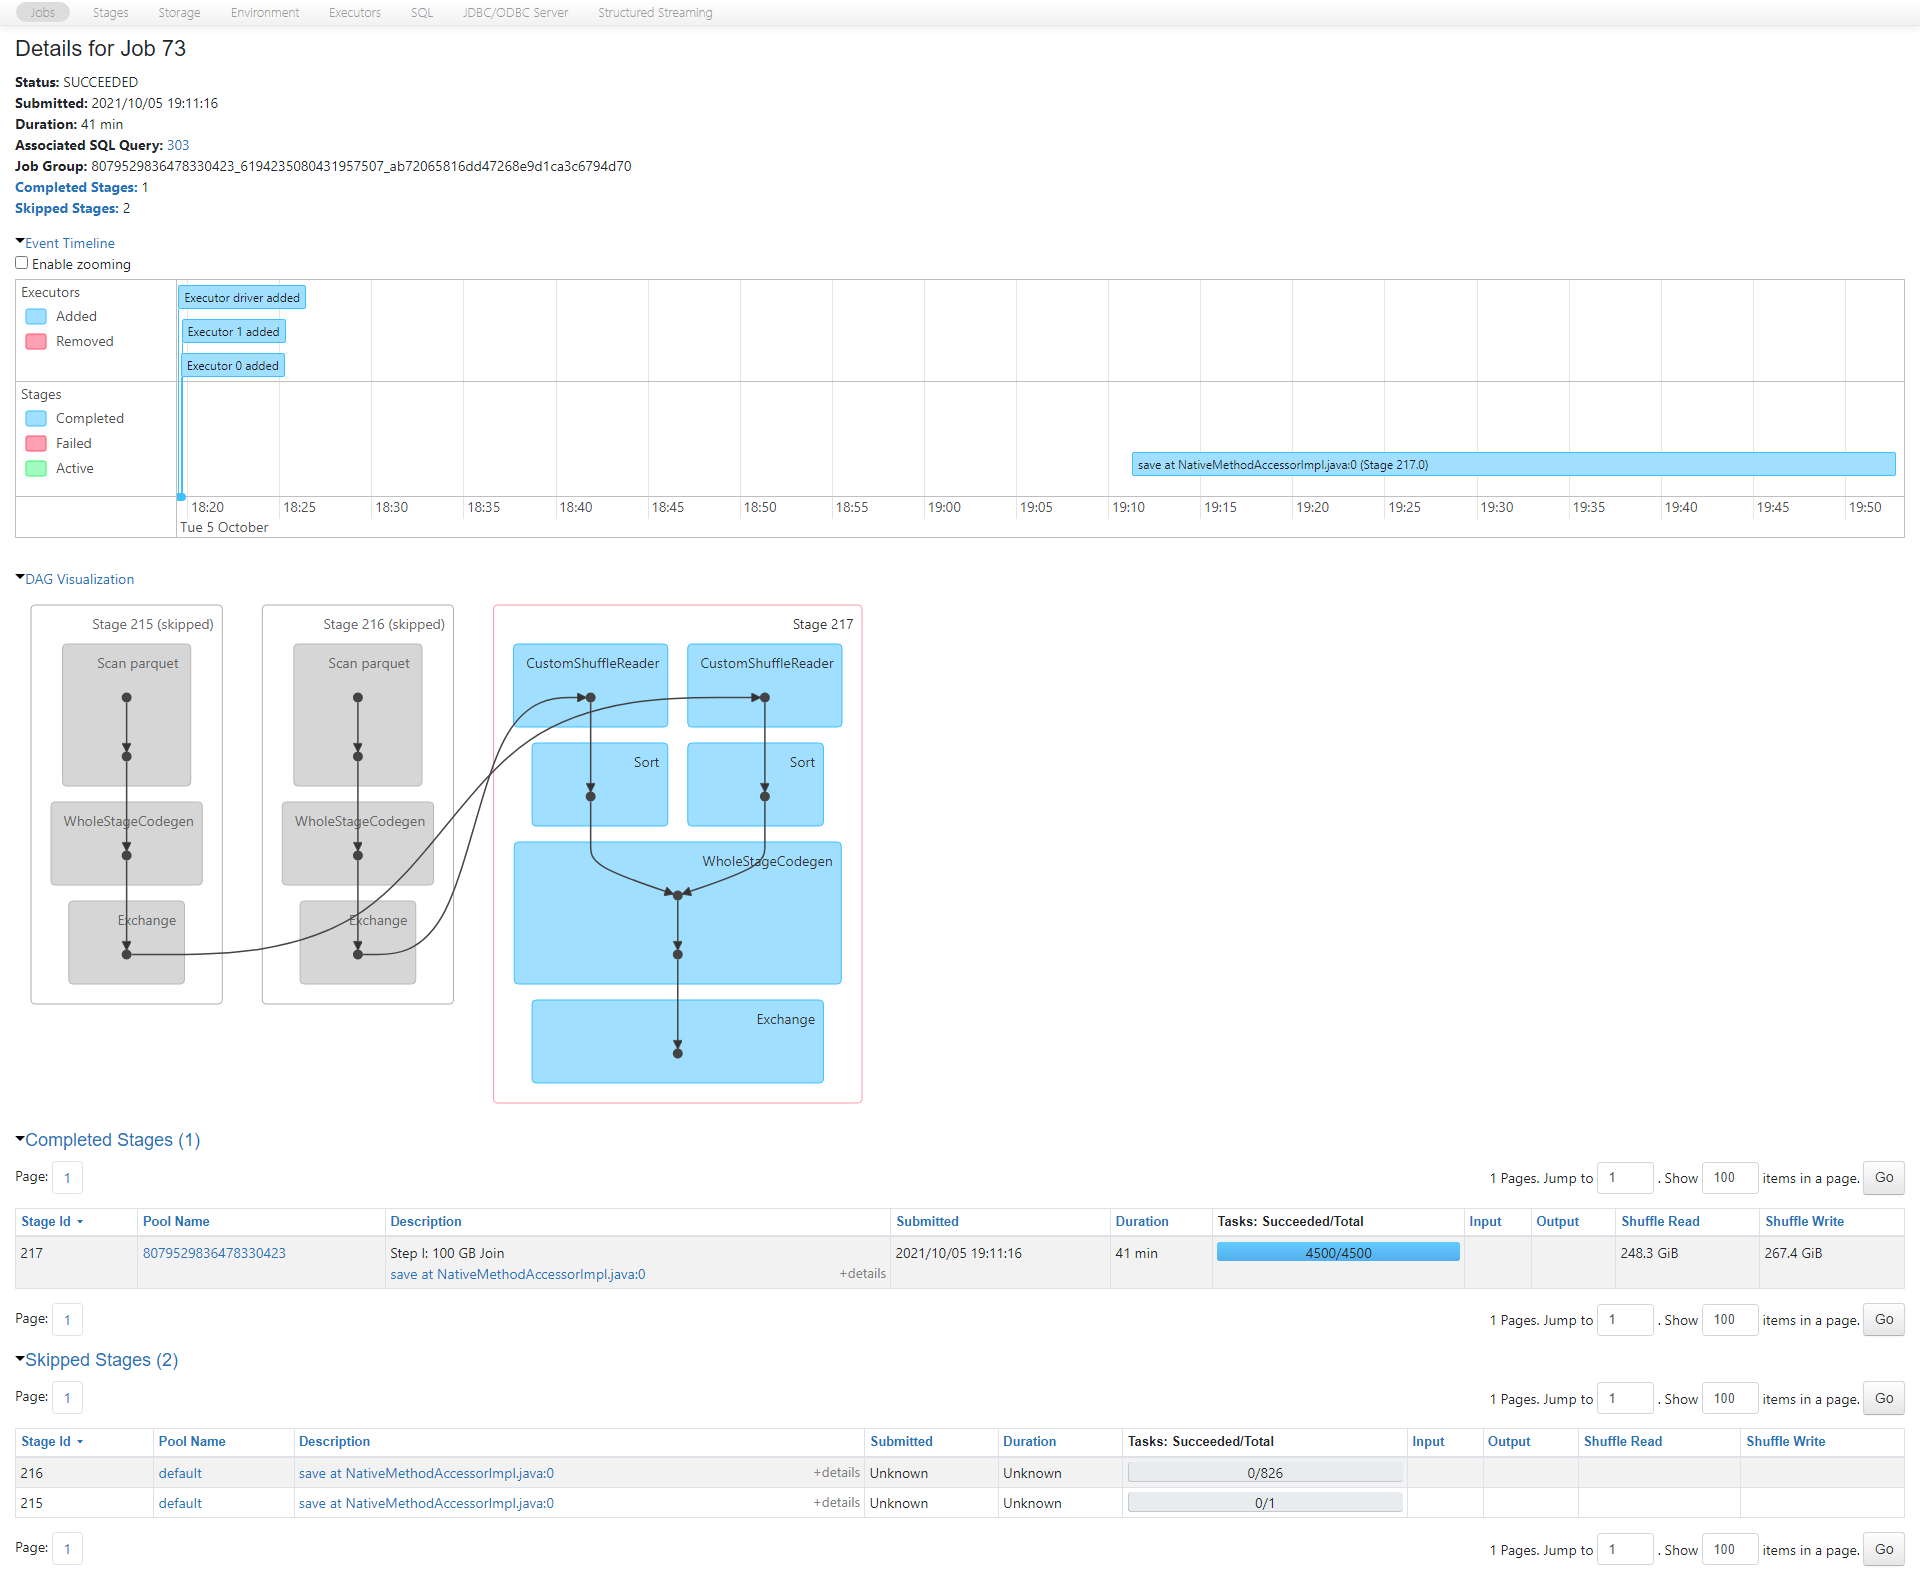 Jobs Stages Storage Environment Executors SQL JDBC/ODBC Server Structured Streaming
Details for Job 73
Status: SUCCEEDED
Submitted: 2021/10/05 19:11:16
Duration: 41 min
Associated SQL Query: 303
Job Group: 8079529836478330423_6194235080431957507_ab72065816dd47268e9d1ca3c6794d70
Completed Stages: 1
Skipped Stages: 2
Event Timeline
Enable zooming
Executors
Added
Removed
Executor driver added
Executor 1 added
Executor 0 added
Stages
Completed
Failed
Active
save at NativeMethodAccessorImpl.java:0 (Stage 217.0)
18:20 18:25 18:30 18:35 18:40 18:45 18:50 18:55 19:00 19:05 19:10 19:15 19:20 19:25 19:30 19:35 19:40 19:45 19:50
Tue 5 October
DAG Visualization
Stage 215 (skipped)
Scan parquet
WholeStageCodegen
Exchange
Stage 216 (skipped)
Scan parquet
WholeStageCodegen
Exchange
Stage 217
CustomShuffleReader CustomShuffleReader
Sort Sort
WholeStageCodegen
Exchange
Completed Stages (1)
Page: 1 1 Pages. Jump to 1 . Show 100 items in a page. Go
Stage Id Pool Name Description Submitted Duration Tasks: Succeeded/Total Input Output Shuffle Read Shuffle Write
217 8079529836478330423 Step I: 100 GB Join 2021/10/05 19:11:16 41 min 4500/4500 248.3 GiB 267.4 GiB
save at NativeMethodAccessorImpl.java:0 +details
Page: 1 1 Pages. Jump to 1 . Show 100 items in a page. Go
Skipped Stages (2)
Page: 1 1 Pages. Jump to 1 . Show 100 items in a page. Go
Stage Id Pool Name Description Submitted Duration Tasks: Succeeded/Total Input Output Shuffle Read Shuffle Write
216 default save at NativeMethodAccessorImpl.java:0 +details Unknown Unknown 0/826
215 default save at NativeMethodAccessorImpl.java:0 +details Unknown Unknown 0/1
Page: 1 1 Pages. Jump to 1 . Show 100 items in a page. Go